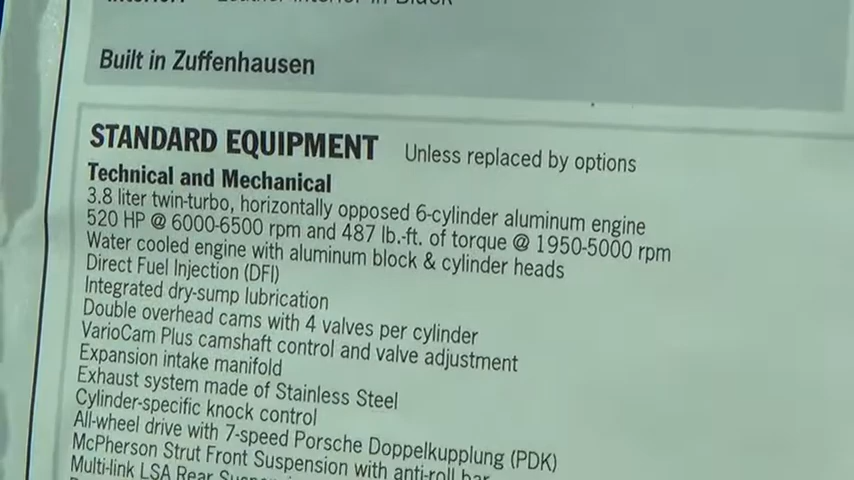 Interior: Leather Interior in Black
Built in Zuffenhausen
STANDARD EQUIPMENT Unless replaced by options
Technical and Mechanical
3.8 liter twin-turbo, horizontally opposed 6-cylinder aluminum engine
520 HP @ 6000-6500 rpm and 487 lb.-ft. of torque @ 1950-5000 rpm
Water cooled engine with aluminum block & cylinder heads
Direct Fuel Injection (DFI)
Integrated dry-sump lubrication
Double overhead cams with 4 valves per cylinder
VarioCam Plus camshaft control and valve adjustment
Expansion intake manifold
Exhaust system made of Stainless Steel
Cylinder-specific knock control
All-wheel drive with 7-speed Porsche Doppelkupplung (PDK)
McPherson Strut Front Suspension with anti-roll bar
Multi-link LSA Rear